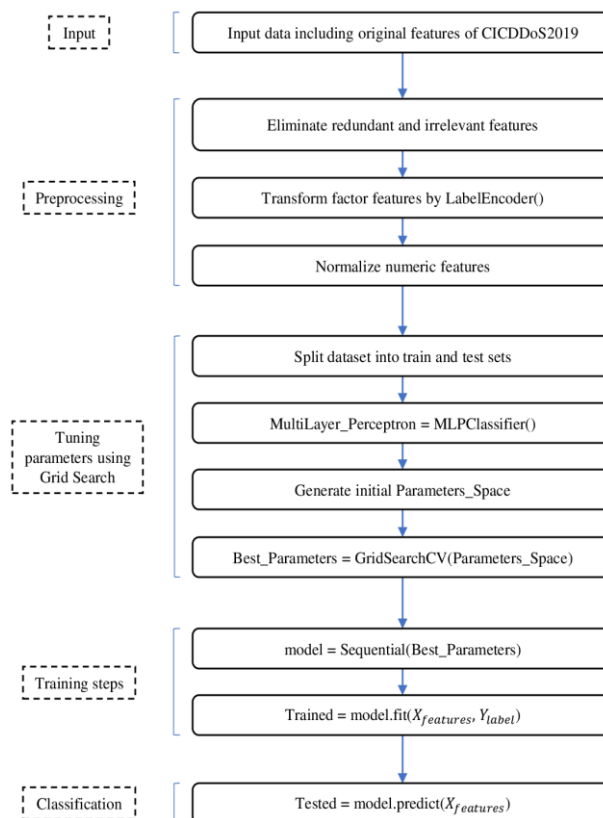 Input
Input data including original features of CICDDoS2019
Preprocessing
Eliminate redundant and irrelevant features
Transform factor features by LabelEncoder()
Normalize numeric features
Tuning
parameters using
Grid Search
Split dataset into train and test sets
MultiLayer_Perceptron = MLPClassifier()
Generate initial Parameters_Space
Best_Parameters = GridSearchCV(Parameters_Space)
Training steps
model = Sequential(Best_Parameters)
Trained = model.fit(X_features, Y_label)
Classification
Tested = model.predict(X_features)